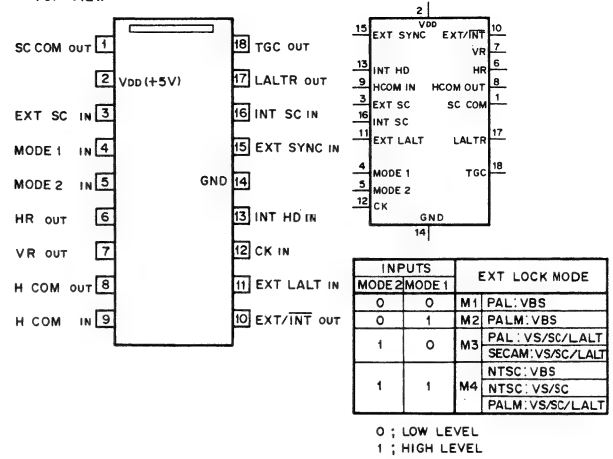 SC COM OUT 1
2 VDD (+5V)
EXT SC IN 3
MODE 1 IN 4
MODE 2 IN 5
HR OUT 6
VR OUT 7
H COM OUT 8
H COM IN 9
18 TGC OUT
17 LALTR OUT
16 INT SC IN
15 EXT SYNC IN
GND 14
13 INT HD IN
12 CK IN
11 EXT LALT IN
10 EXT/INT OUT
2
VDD
15 EXT SYNC EXT/INT 10
VR 7
13 INT HD HR 6
9 HCOM IN HCOM OUT 8
3 EXT SC SC COM 1
16 INT SC
11 EXT LALT LALTR 17
4 MODE 1 TGC 18
5 MODE 2
12 CK
GND
14
INPUTS EXT LOCK MODE
MODE 2 MODE 1
0 0 M1 PAL: VBS
0 1 M2 PALM: VBS
1 0 M3 PAL: VS/SC/LALT
SECAM: VS/SC/LALT
1 1 M4 NTSC: VBS
NTSC: VS/SC
PALM: VS/SC/LALT
0 ; LOW LEVEL
1 ; HIGH LEVEL